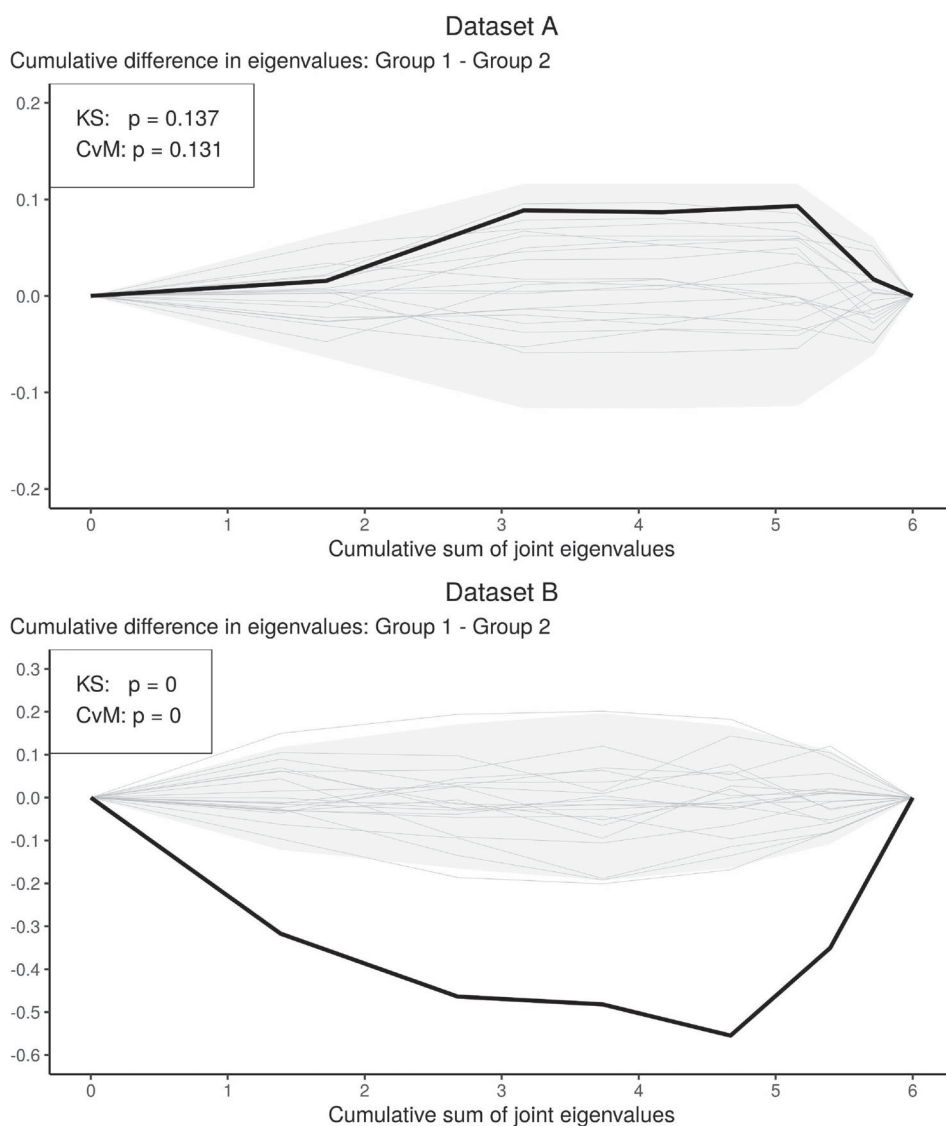 Dataset A
Cumulative difference in eigenvalues: Group 1 - Group 2
KS: p = 0.137
CvM: p = 0.131
0.2
0.1
0.0
-0.1
-0.2
0 1 2 3 4 5 6
Cumulative sum of joint eigenvalues
Dataset B
Cumulative difference in eigenvalues: Group 1 - Group 2
KS: p = 0
CvM: p = 0
0.3
0.2
0.1
0.0
-0.1
-0.2
-0.3
-0.4
-0.5
-0.6
0 1 2 3 4 5 6
Cumulative sum of joint eigenvalues